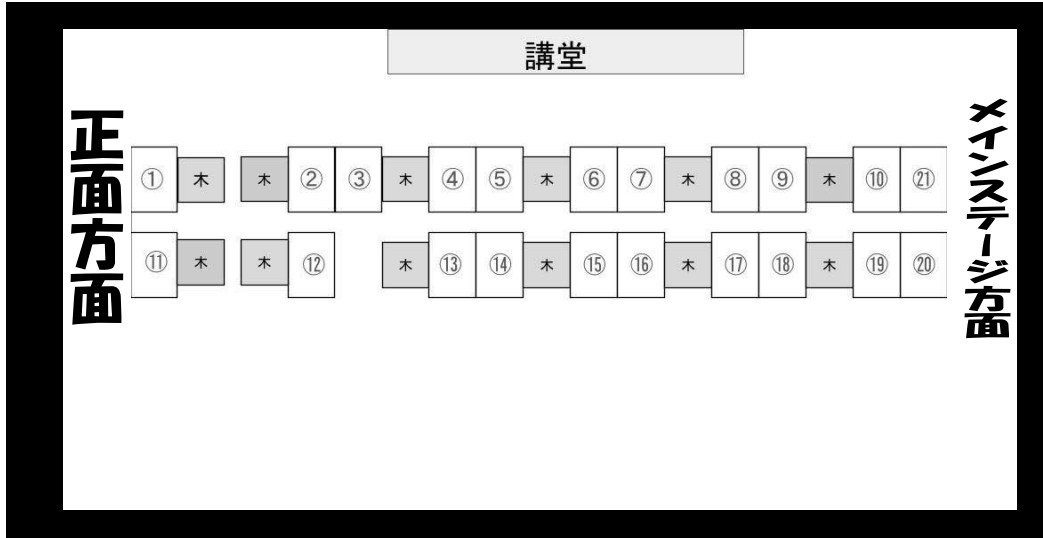 講堂
正面方面
① 木 木 ② ③ 木 ④ ⑤ 木 ⑥ ⑦ 木 ⑧ ⑨ 木 ⑩ ㉑
⑪ 木 木 ⑫ 木 ⑬ ⑭ 木 ⑮ ⑯ 木 ⑰ ⑱ 木 ⑲ ⑳
メインステージ方面